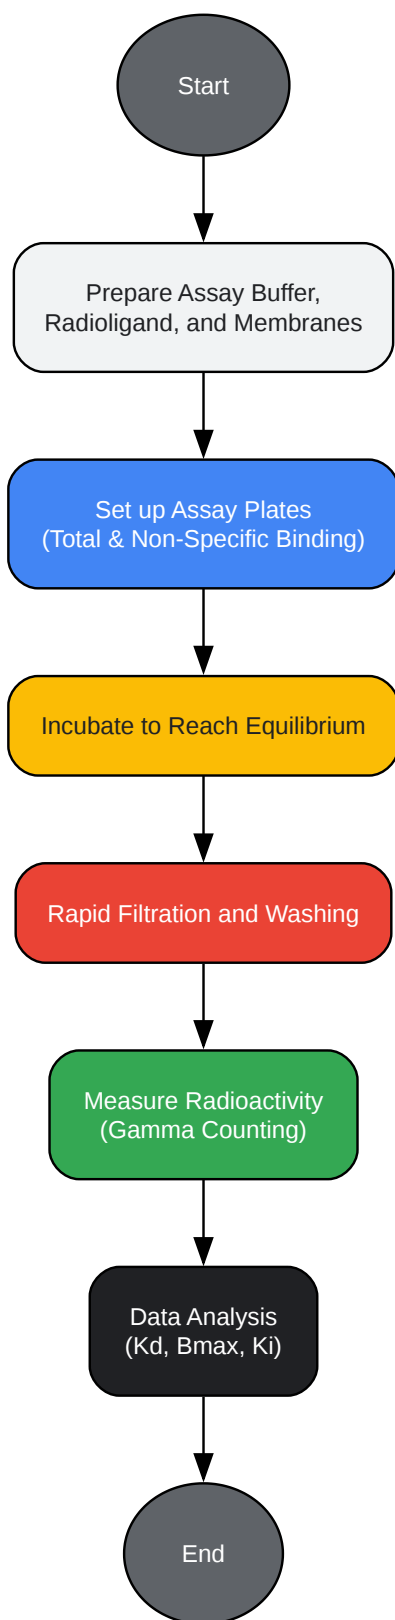 Start
Prepare Assay Buffer,
Radioligand, and Membranes
Set up Assay Plates
(Total & Non-Specific Binding)
Incubate to Reach Equilibrium
Rapid Filtration and Washing
Measure Radioactivity
(Gamma Counting)
Data Analysis
(Kd, Bmax, Ki)
End